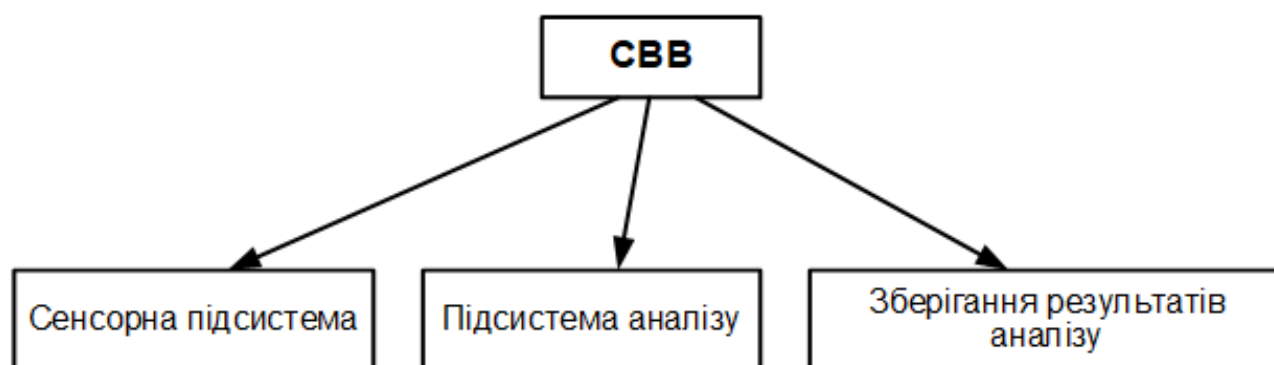 СВВ
Сенсорна підсистема
Підсистема аналізу
Зберігання результатів
аналізу